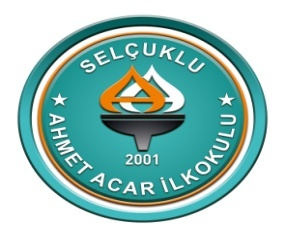 SELÇUKLU
2001
★ AHMET ACAR İLKOKULU ★